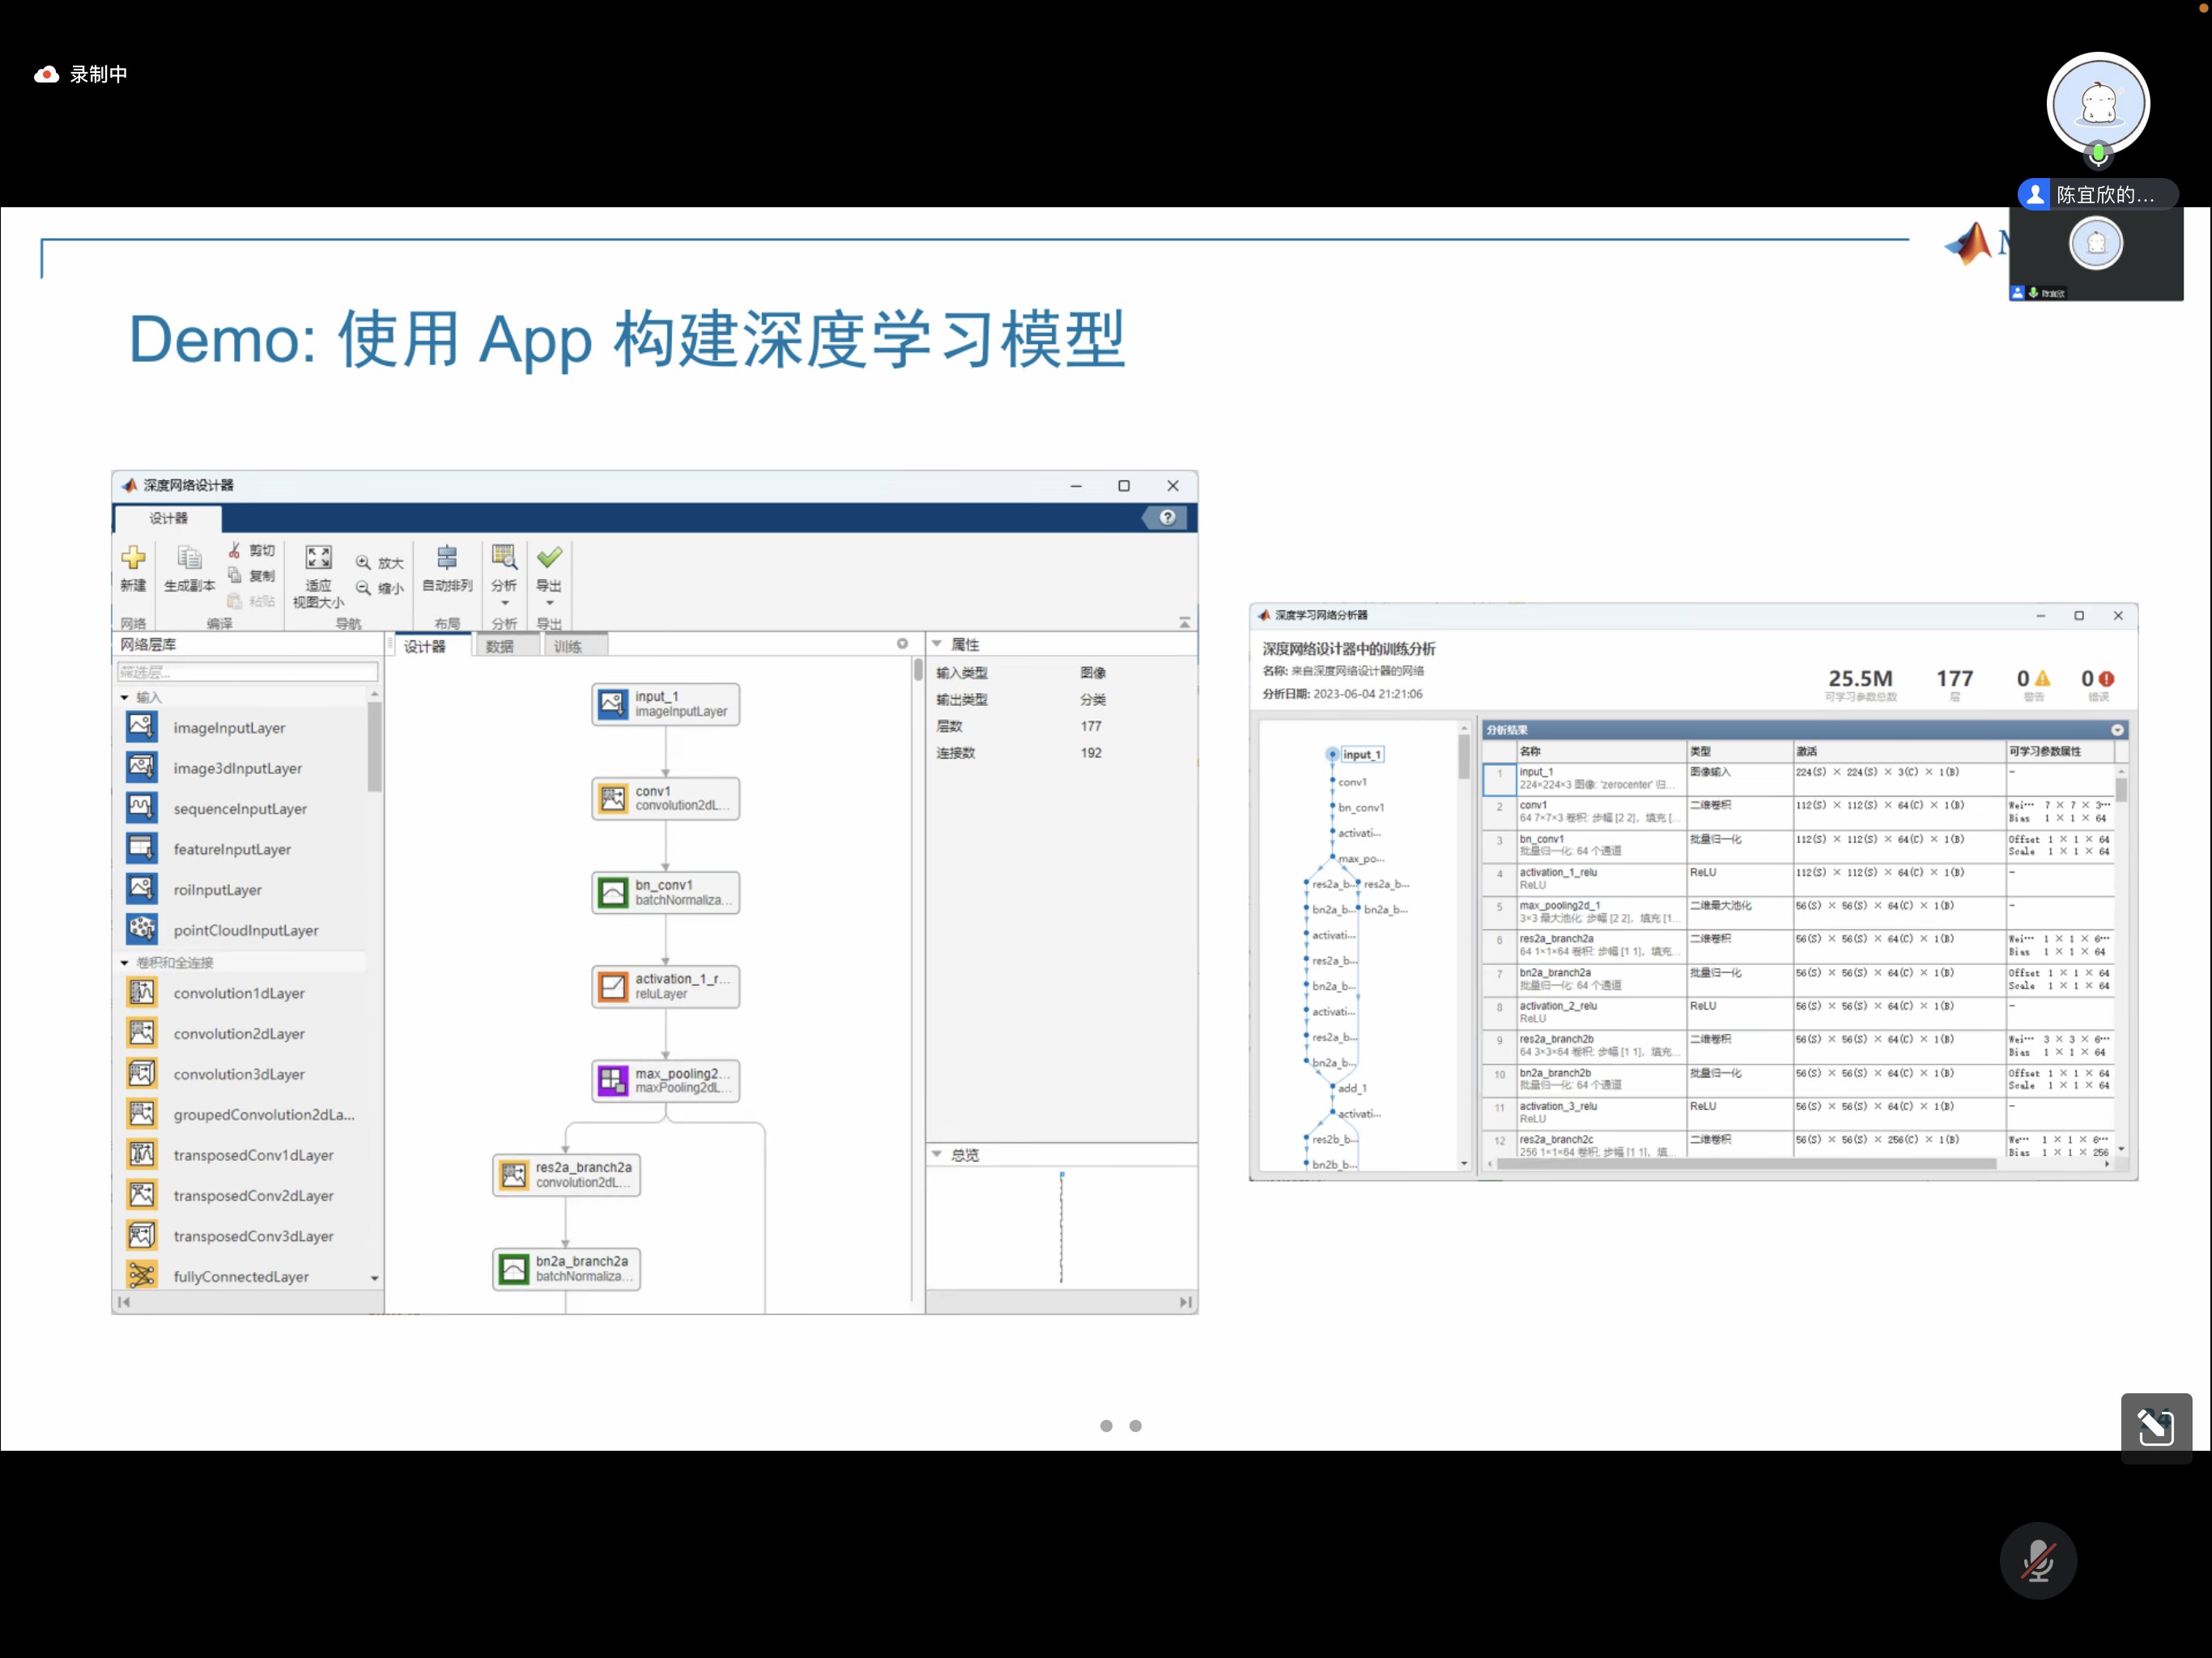 录制中
陈宜欣的...
陈宜欣
Demo: 使用 App 构建深度学习模型
深度网络设计器
设计器
新建
生成副本
剪切
复制
粘贴
适应
视图大小
放大
缩小
自动排列
分析
导出
网络
编译
导航
布局
分析
导出
网络层库
筛选层...
输入
imageInputLayer
image3dInputLayer
sequenceInputLayer
featureInputLayer
roiInputLayer
pointCloudInputLayer
卷积和全连接
convolution1dLayer
convolution2dLayer
convolution3dLayer
groupedConvolution2dLa...
transposedConv1dLayer
transposedConv2dLayer
transposedConv3dLayer
fullyConnectedLayer
设计器 数据 训练
input_1
imageInputLayer
conv1
convolution2dL...
bn_conv1
batchNormaliza...
activation_1_r...
reluLayer
max_pooling2...
maxPooling2dL...
res2a_branch2a
convolution2dL...
bn2a_branch2a
batchNormaliza...
属性
输入类型 图像
输出类型 分类
层数 177
连接数 192
总览
深度学习网络分析器
深度网络设计器中的训练分析
名称: 来自深度网络设计器的网络
分析日期: 2023-06-04 21:21:06
25.5M
可学习参数总数
177
层
0
警告
0
错误
input_1
conv1
bn_conv1
activati...
max_po...
res2a_b... res2a_b...
bn2a_b... bn2a_b...
activati...
res2a_b...
bn2a_b...
activati...
res2a_b...
bn2a_b...
add_1
activati...
res2b_b...
bn2b_b...
分析结果
名称 类型 激活 可学习参数属性
1 input_1 图像输入 224(S) × 224(S) × 3(C) × 1(B) -
224×224×3 图像: 'zerocenter' 归...
2 conv1 二维卷积 112(S) × 112(S) × 64(C) × 1(B) Wei… 7 × 7 × 3…
64 7×7×3 卷积: 步幅 [2 2]，填充 [... Bias 1 × 1 × 64
3 bn_conv1 批量归一化 112(S) × 112(S) × 64(C) × 1(B) Offset 1 × 1 × 64
批量归一化: 64 个通道 Scale 1 × 1 × 64
4 activation_1_relu ReLU 112(S) × 112(S) × 64(C) × 1(B) -
ReLU
5 max_pooling2d_1 二维最大池化 56(S) × 56(S) × 64(C) × 1(B) -
3×3 最大池化: 步幅 [2 2]，填充 [1...
6 res2a_branch2a 二维卷积 56(S) × 56(S) × 64(C) × 1(B) Wei… 1 × 1 × 6…
64 1×1×64 卷积: 步幅 [1 1]，填充... Bias 1 × 1 × 64
7 bn2a_branch2a 批量归一化 56(S) × 56(S) × 64(C) × 1(B) Offset 1 × 1 × 64
批量归一化: 64 个通道 Scale 1 × 1 × 64
8 activation_2_relu ReLU 56(S) × 56(S) × 64(C) × 1(B) -
ReLU
9 res2a_branch2b 二维卷积 56(S) × 56(S) × 64(C) × 1(B) Wei… 3 × 3 × 6…
64 3×3×64 卷积: 步幅 [1 1]，填充... Bias 1 × 1 × 64
10 bn2a_branch2b 批量归一化 56(S) × 56(S) × 64(C) × 1(B) Offset 1 × 1 × 64
批量归一化: 64 个通道 Scale 1 × 1 × 64
11 activation_3_relu ReLU 56(S) × 56(S) × 64(C) × 1(B) -
ReLU
12 res2a_branch2c 二维卷积 56(S) × 56(S) × 256(C) × 1(B) We… 1 × 1 × 6…
256 1×1×64 卷积: 步幅 [1 1]，填... Bias 1 × 1 × 256